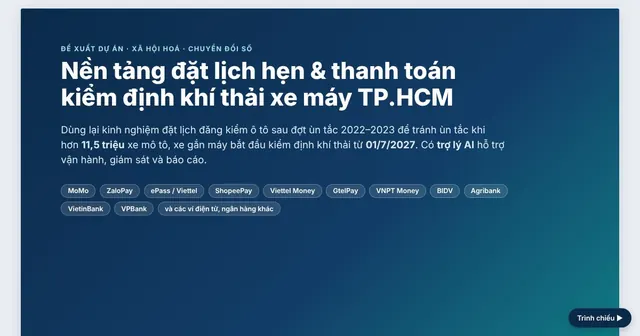 ĐỀ XUẤT DỰ ÁN · XÃ HỘI HOÁ · CHUYỂN ĐỔI SỐ
Nền tảng đặt lịch hẹn & thanh toán
kiểm định khí thải xe máy TP.HCM
Dùng lại kinh nghiệm đặt lịch đăng kiểm ô tô sau đợt ùn tắc 2022–2023 để tránh ùn tắc khi
hơn 11,5 triệu xe mô tô, xe gắn máy bắt đầu kiểm định khí thải từ 01/7/2027. Có trợ lý AI hỗ trợ
vận hành, giám sát và báo cáo.
MoMo ZaloPay ePass / Viettel ShopeePay Viettel Money GtelPay VNPT Money BIDV Agribank
VietinBank VPBank và các ví điện tử, ngân hàng khác
Trình chiếu ▶